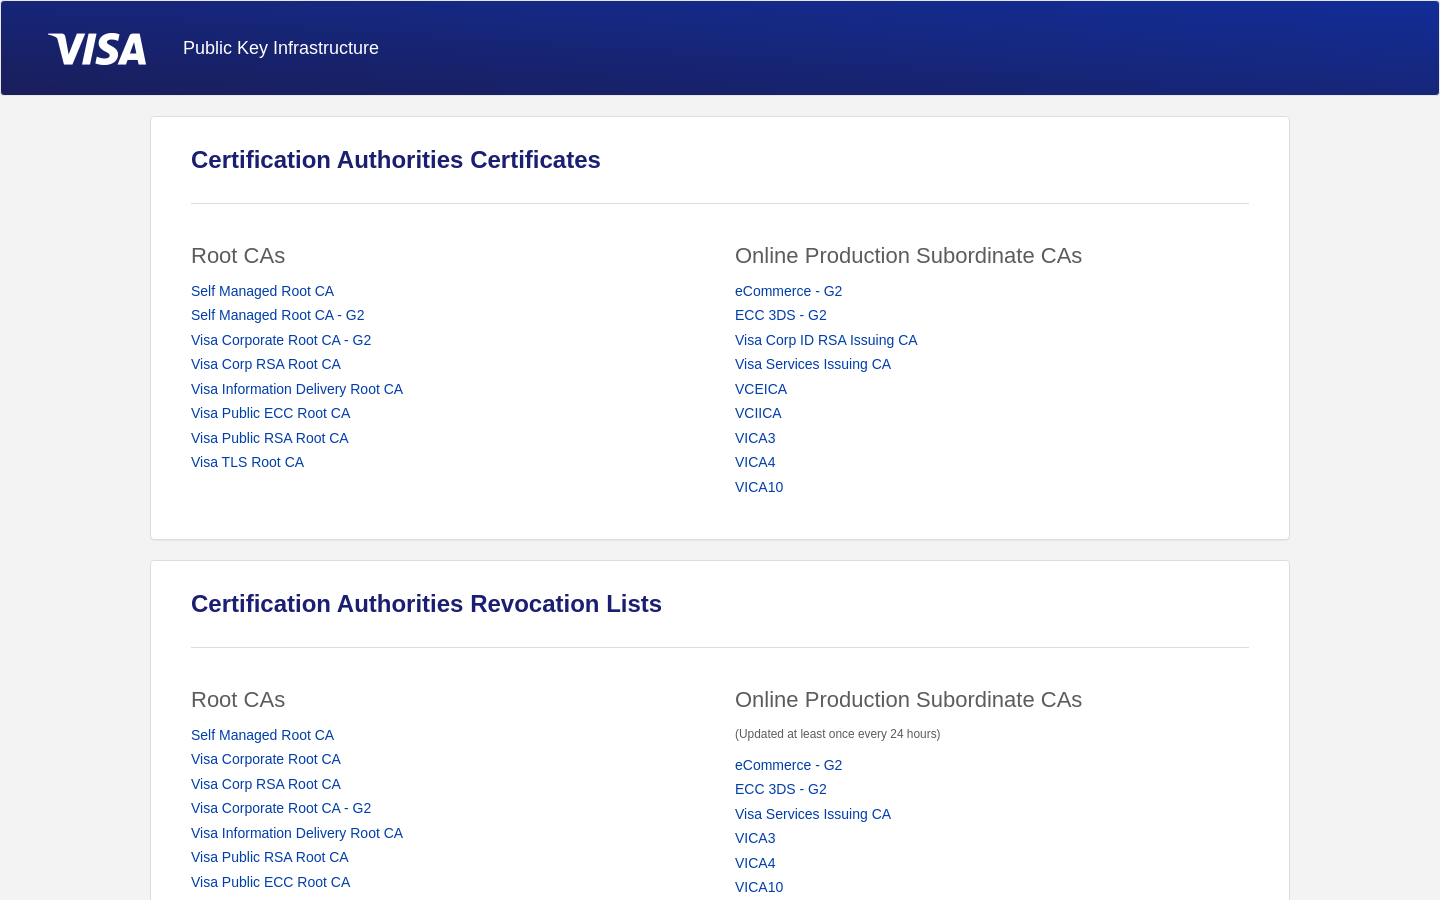 VISA
Public Key Infrastructure
Certification Authorities Certificates
Root CAs
Self Managed Root CA
Self Managed Root CA - G2
Visa Corporate Root CA - G2
Visa Corp RSA Root CA
Visa Information Delivery Root CA
Visa Public ECC Root CA
Visa Public RSA Root CA
Visa TLS Root CA
Online Production Subordinate CAs
eCommerce - G2
ECC 3DS - G2
Visa Corp ID RSA Issuing CA
Visa Services Issuing CA
VCEICA
VCIICA
VICA3
VICA4
VICA10
Certification Authorities Revocation Lists
Root CAs
Self Managed Root CA
Visa Corporate Root CA
Visa Corp RSA Root CA
Visa Corporate Root CA - G2
Visa Information Delivery Root CA
Visa Public RSA Root CA
Visa Public ECC Root CA
Online Production Subordinate CAs
(Updated at least once every 24 hours)
eCommerce - G2
ECC 3DS - G2
Visa Services Issuing CA
VICA3
VICA4
VICA10